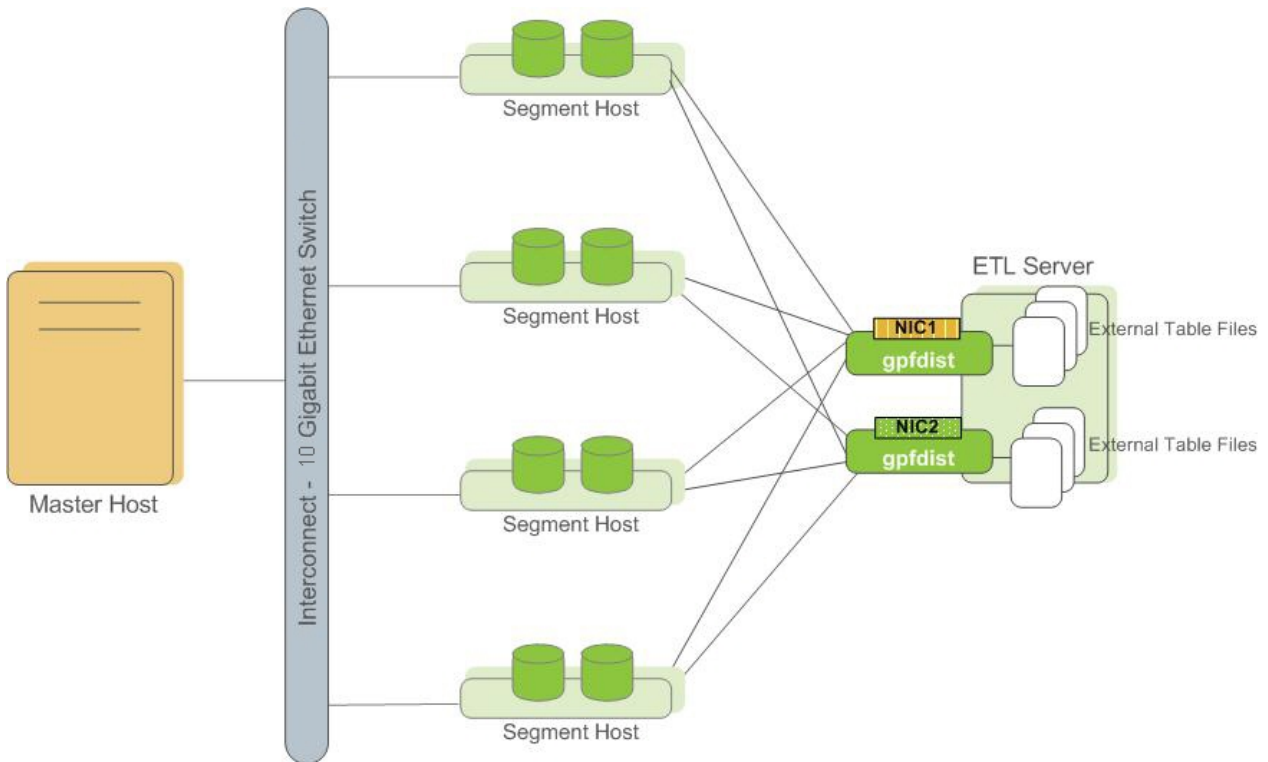 Segment Host
Interconnect - 10 Gigabit Ethernet Switch
Segment Host
ETL Server
NIC1
External Table Files
gpfdist
NIC2
External Table Files
gpfdist
Master Host
Segment Host
Segment Host